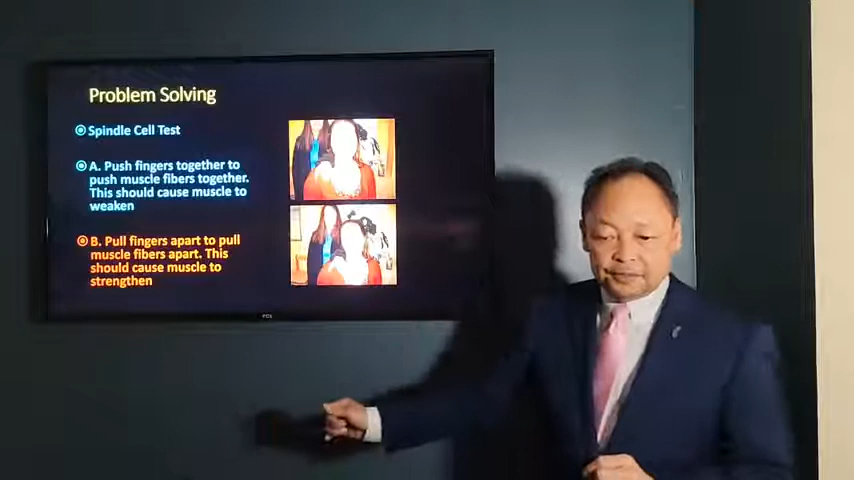 Problem Solving
Spindle Cell Test
A. Push fingers together to
push muscle fibers together.
This should cause muscle to
weaken
B. Pull fingers apart to pull
muscle fibers apart. This
should cause muscle to
strengthen
TCL